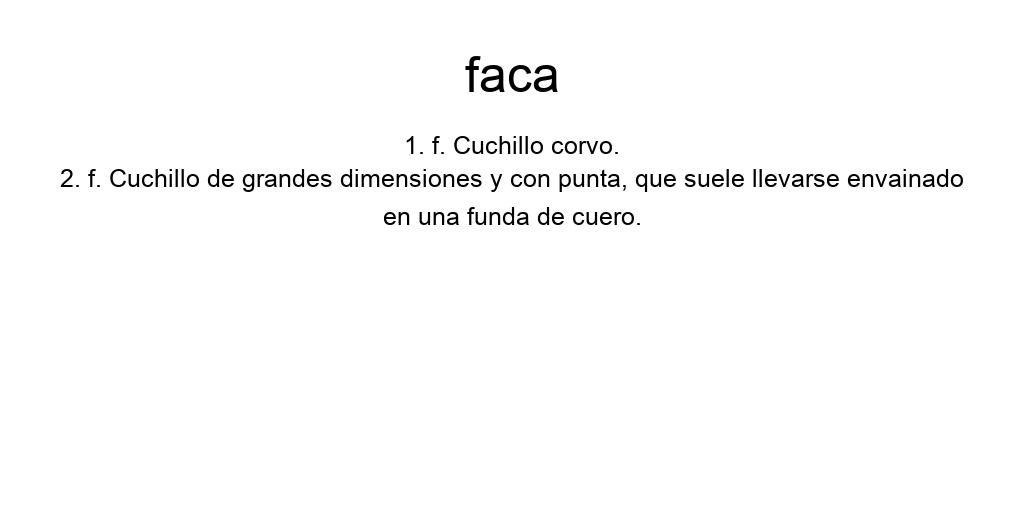 faca
1. f. Cuchillo corvo.
2. f. Cuchillo de grandes dimensiones y con punta, que suele llevarse envainado
en una funda de cuero.